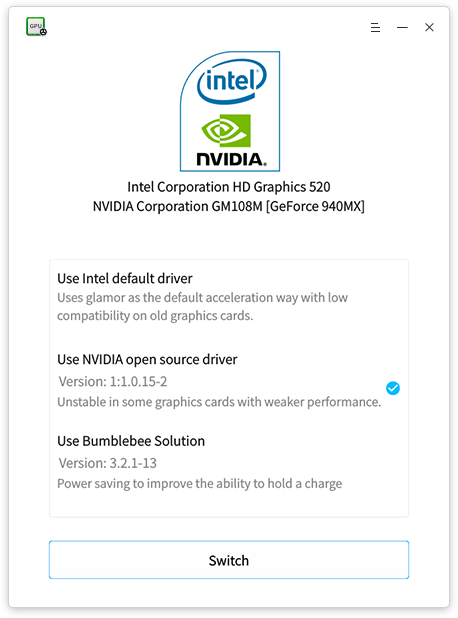 GPU
intel
NVIDIA.
Intel Corporation HD Graphics 520
NVIDIA Corporation GM108M [GeForce 940MX]
Use Intel default driver
Uses glamor as the default acceleration way with low
compatibility on old graphics cards.
Use NVIDIA open source driver
Version: 1:1.0.15-2
Unstable in some graphics cards with weaker performance.
Use Bumblebee Solution
Version: 3.2.1-13
Power saving to improve the ability to hold a charge
Switch